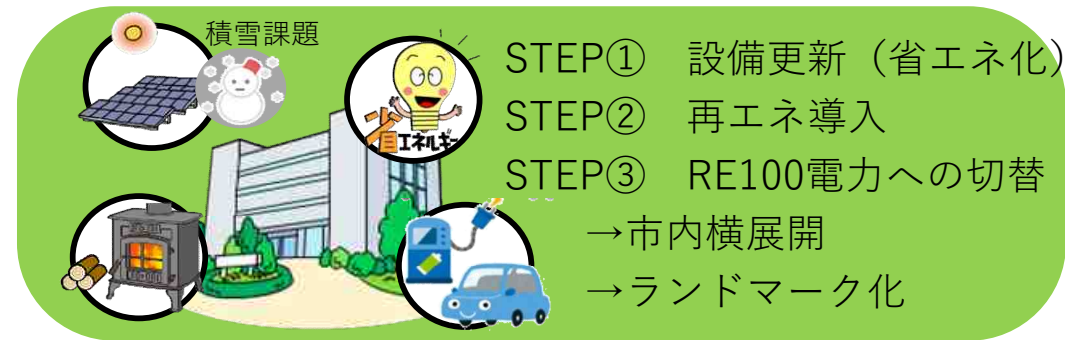 積雪課題
省エネルギー
STEP① 設備更新（省エネ化）
STEP② 再エネ導入
STEP③ RE100電力への切替
→市内横展開
→ランドマーク化